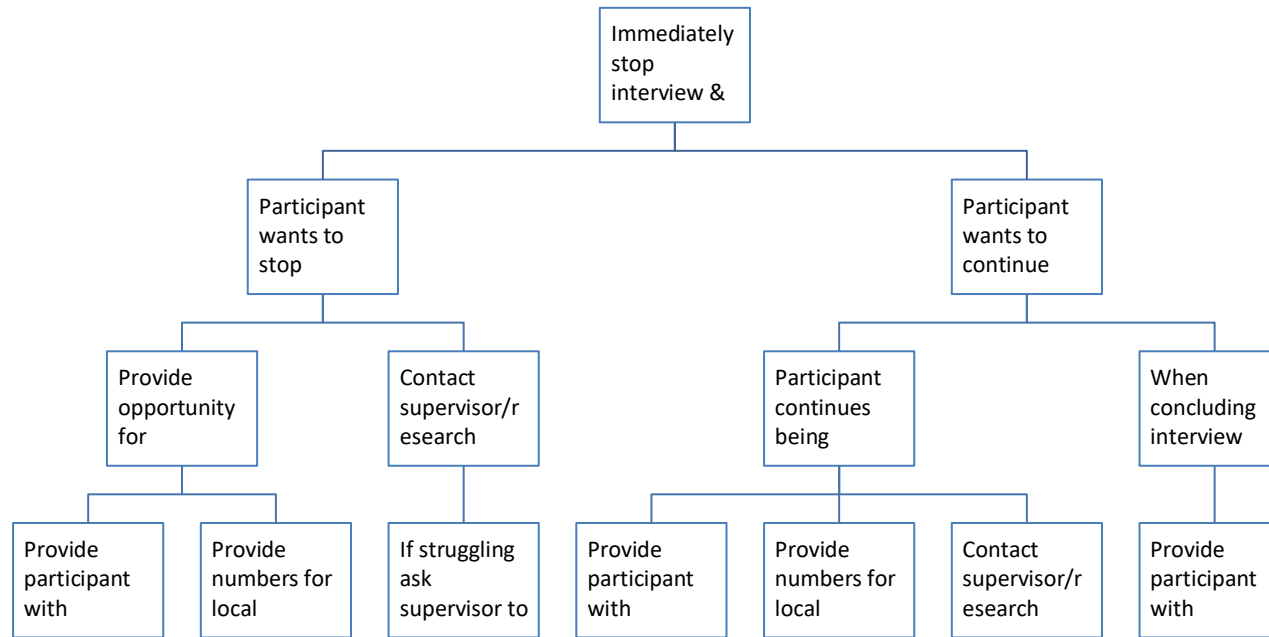 Immediately
stop
interview &
Participant
wants to
stop
Participant
wants to
continue
Provide
opportunity
for
Contact
supervisor/r
esearch
Participant
continues
being
When
concluding
interview
Provide
participant
with
Provide
numbers for
local
If struggling
ask
supervisor to
Provide
participant
with
Provide
numbers for
local
Contact
supervisor/r
esearch
Provide
participant
with